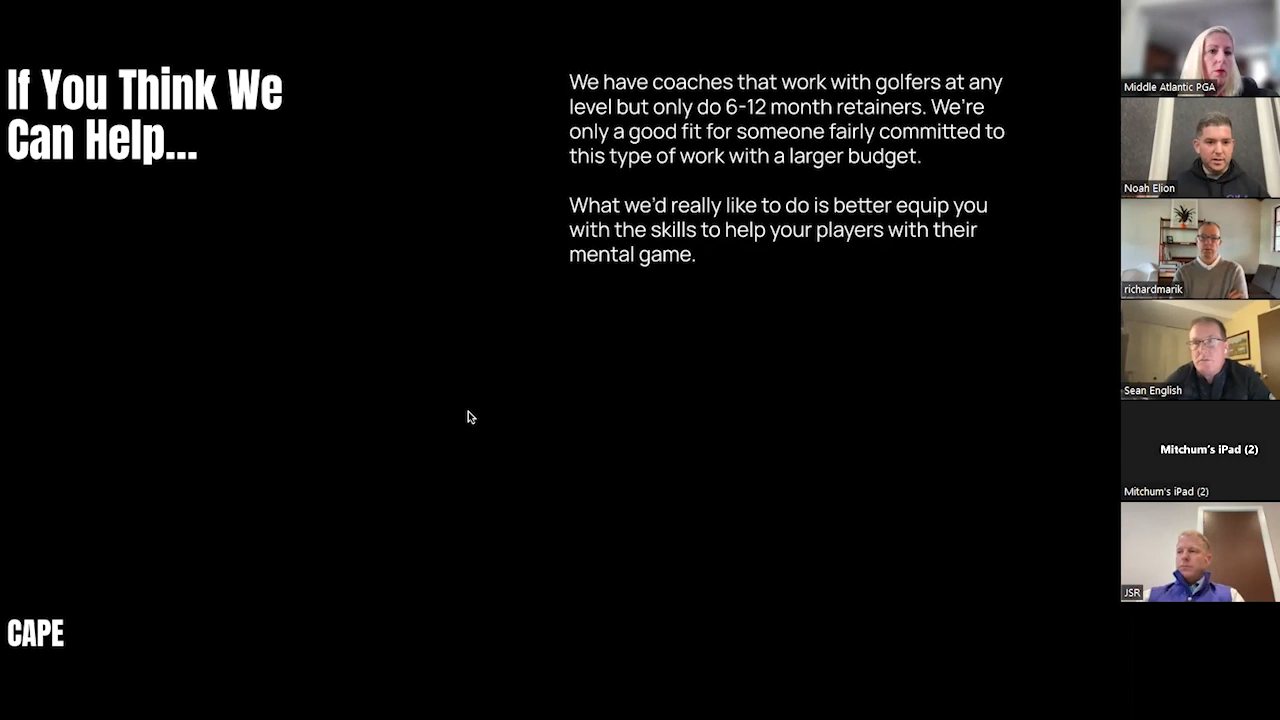 If You Think We
Can Help...
We have coaches that work with golfers at any
level but only do 6-12 month retainers. We're
only a good fit for someone fairly committed to
this type of work with a larger budget.
What we'd really like to do is better equip you
with the skills to help your players with their
mental game.
CAPE
Middle Atlantic PGA
Noah Elion
richardmarik
Sean English
Mitchum's iPad (2)
Mitchum's iPad (2)
JSR